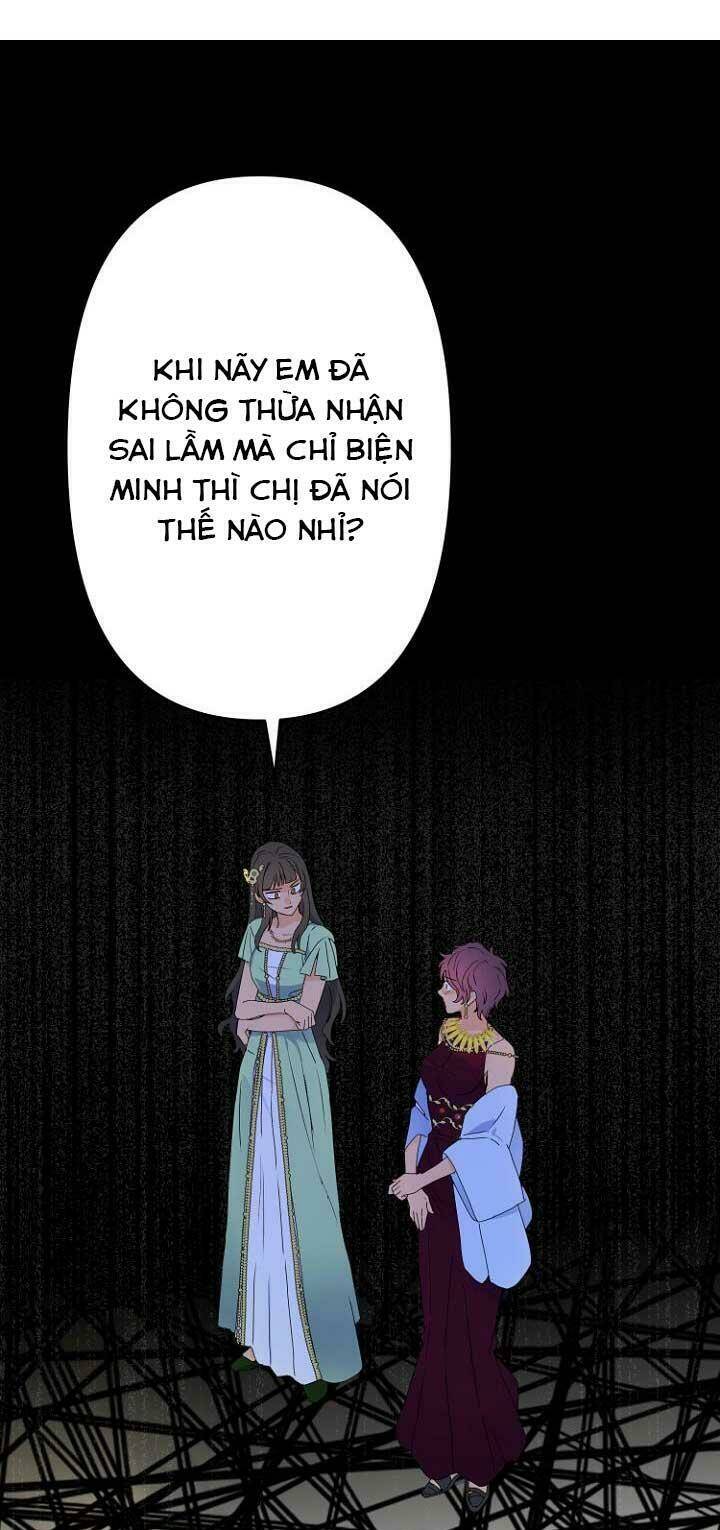 KHI NÃY EM ĐÃ
KHÔNG THỪA NHẬN
SAI LẦM MÀ CHỈ BIỆN
MINH THÌ CHỊ ĐÃ NÓI
THẾ NÀO NHỈ?